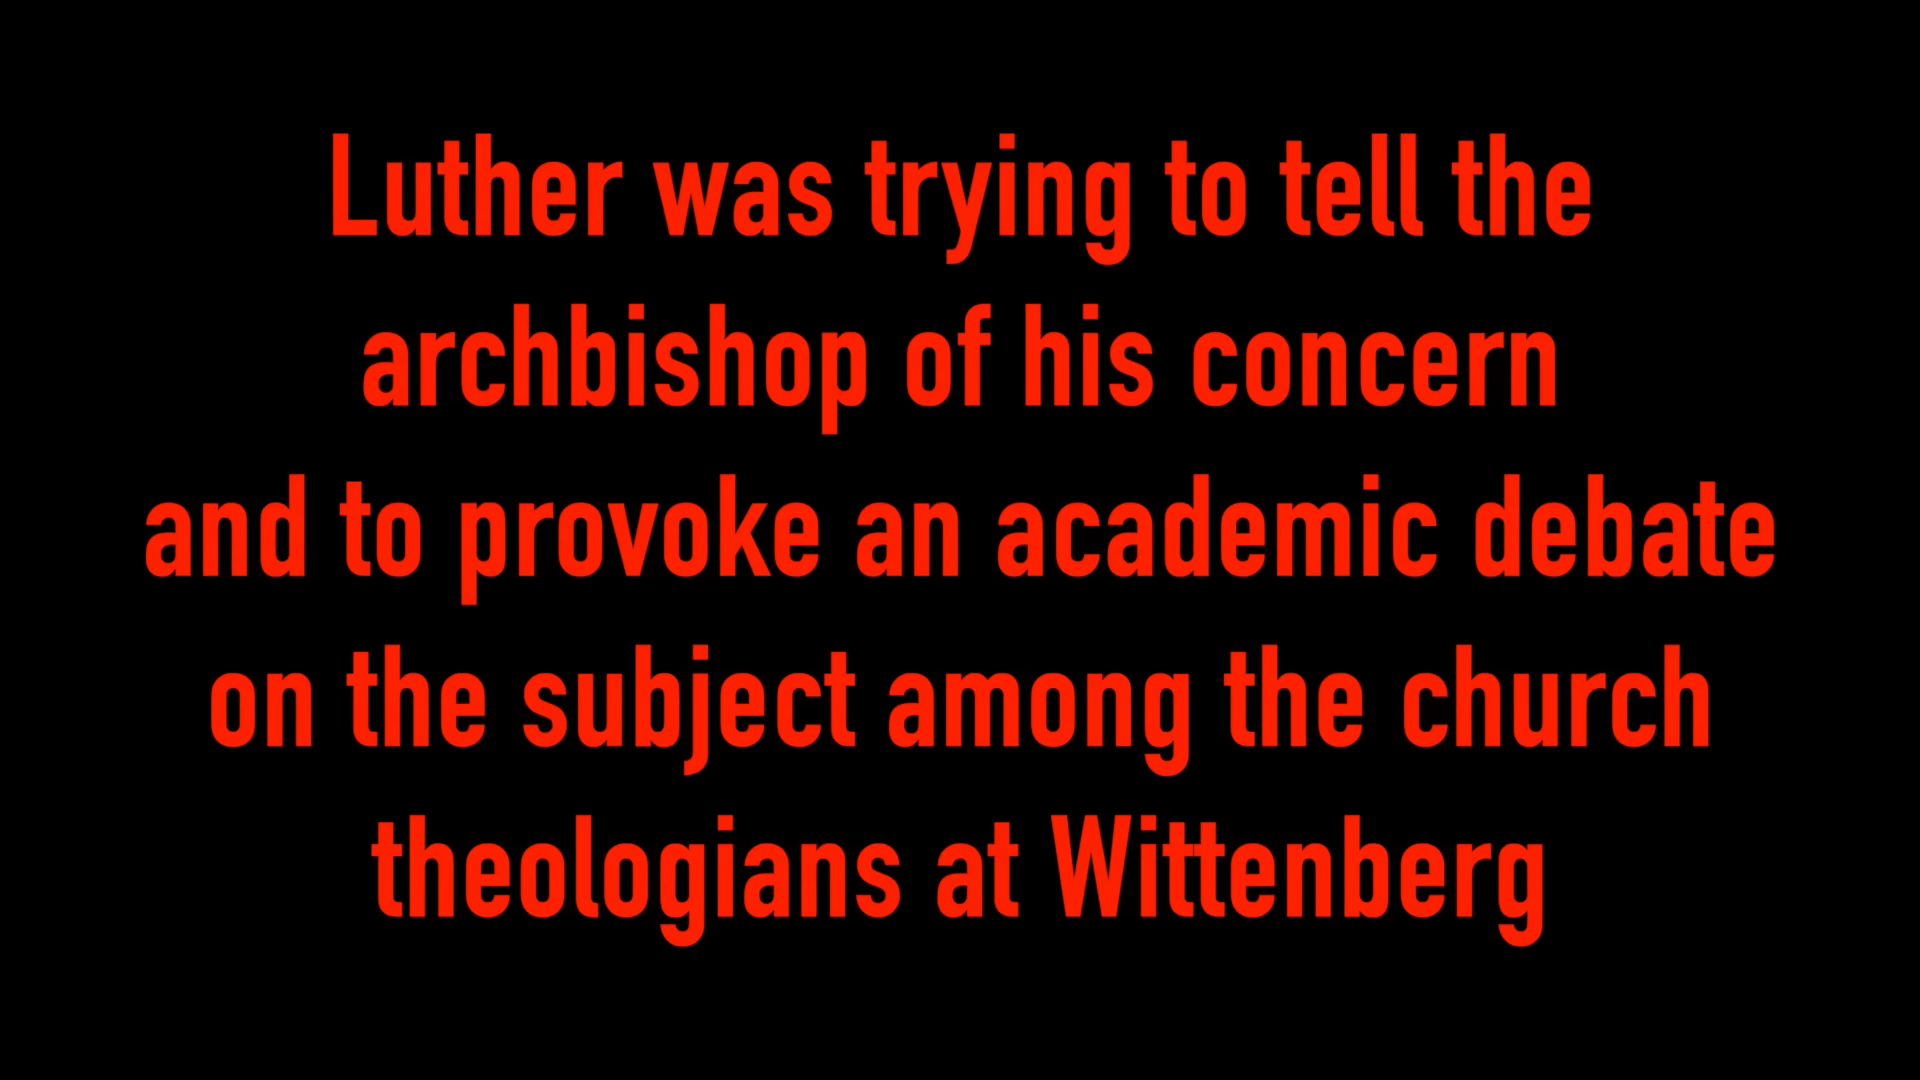 Luther was trying to tell the
archbishop of his concern
and to provoke an academic debate
on the subject among the church
theologians at Wittenberg